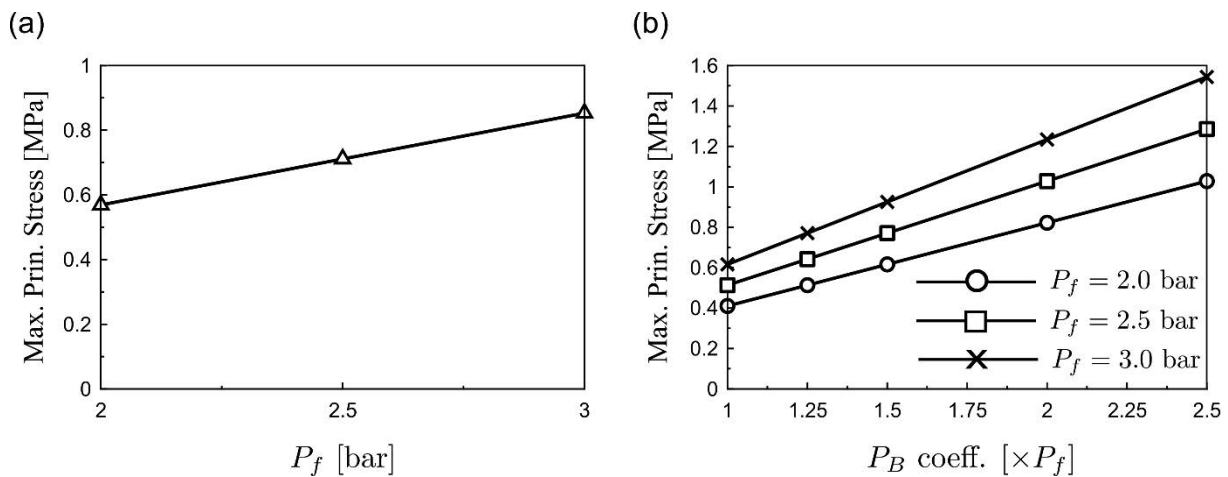 (a)
(b)
Max. Prin. Stress [MPa]
1
0.8
0.6
0.4
0.2
0
2
2.5
3
P_f [bar]
Max. Prin. Stress [MPa]
1.6
1.4
1.2
1
0.8
0.6
0.4
0.2
0
P_f = 2.0 bar
P_f = 2.5 bar
P_f = 3.0 bar
1
1.25
1.5
1.75
2
2.25
2.5
P_B coeff. [×P_f]